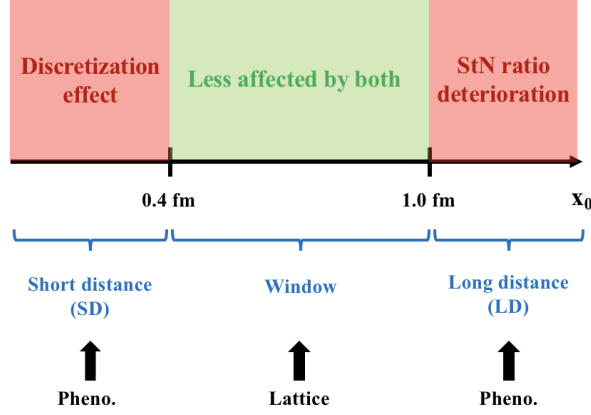 Discretization
effect
Less affected by both
StN ratio
deterioration
0.4 fm
1.0 fm
x₀
Short distance
(SD)
Window
Long distance
(LD)
Pheno.
Lattice
Pheno.